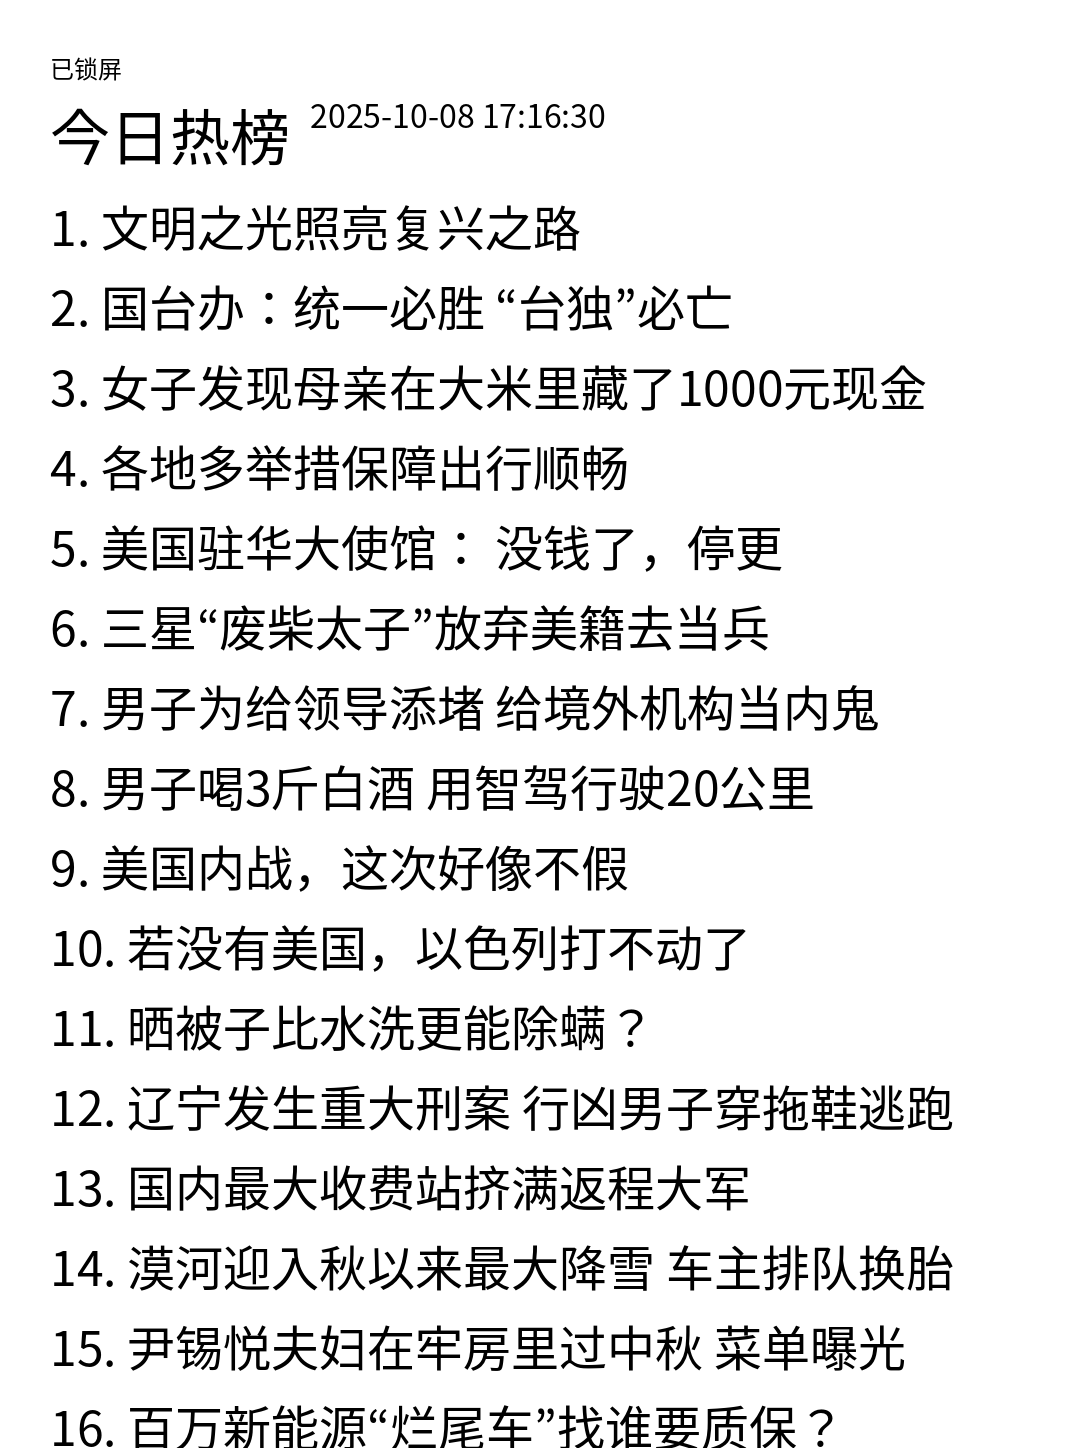 已锁屏
今日热榜 2025-10-08 17:16:30
1. 文明之光照亮复兴之路
2. 国台办：统一必胜 “台独”必亡
3. 女子发现母亲在大米里藏了1000元现金
4. 各地多举措保障出行顺畅
5. 美国驻华大使馆： 没钱了，停更
6. 三星“废柴太子”放弃美籍去当兵
7. 男子为给领导添堵 给境外机构当内鬼
8. 男子喝3斤白酒 用智驾行驶20公里
9. 美国内战，这次好像不假
10. 若没有美国，以色列打不动了
11. 晒被子比水洗更能除螨？
12. 辽宁发生重大刑案 行凶男子穿拖鞋逃跑
13. 国内最大收费站挤满返程大军
14. 漠河迎入秋以来最大降雪 车主排队换胎
15. 尹锡悦夫妇在牢房里过中秋 菜单曝光
16. 百万新能源“烂尾车”找谁要质保？